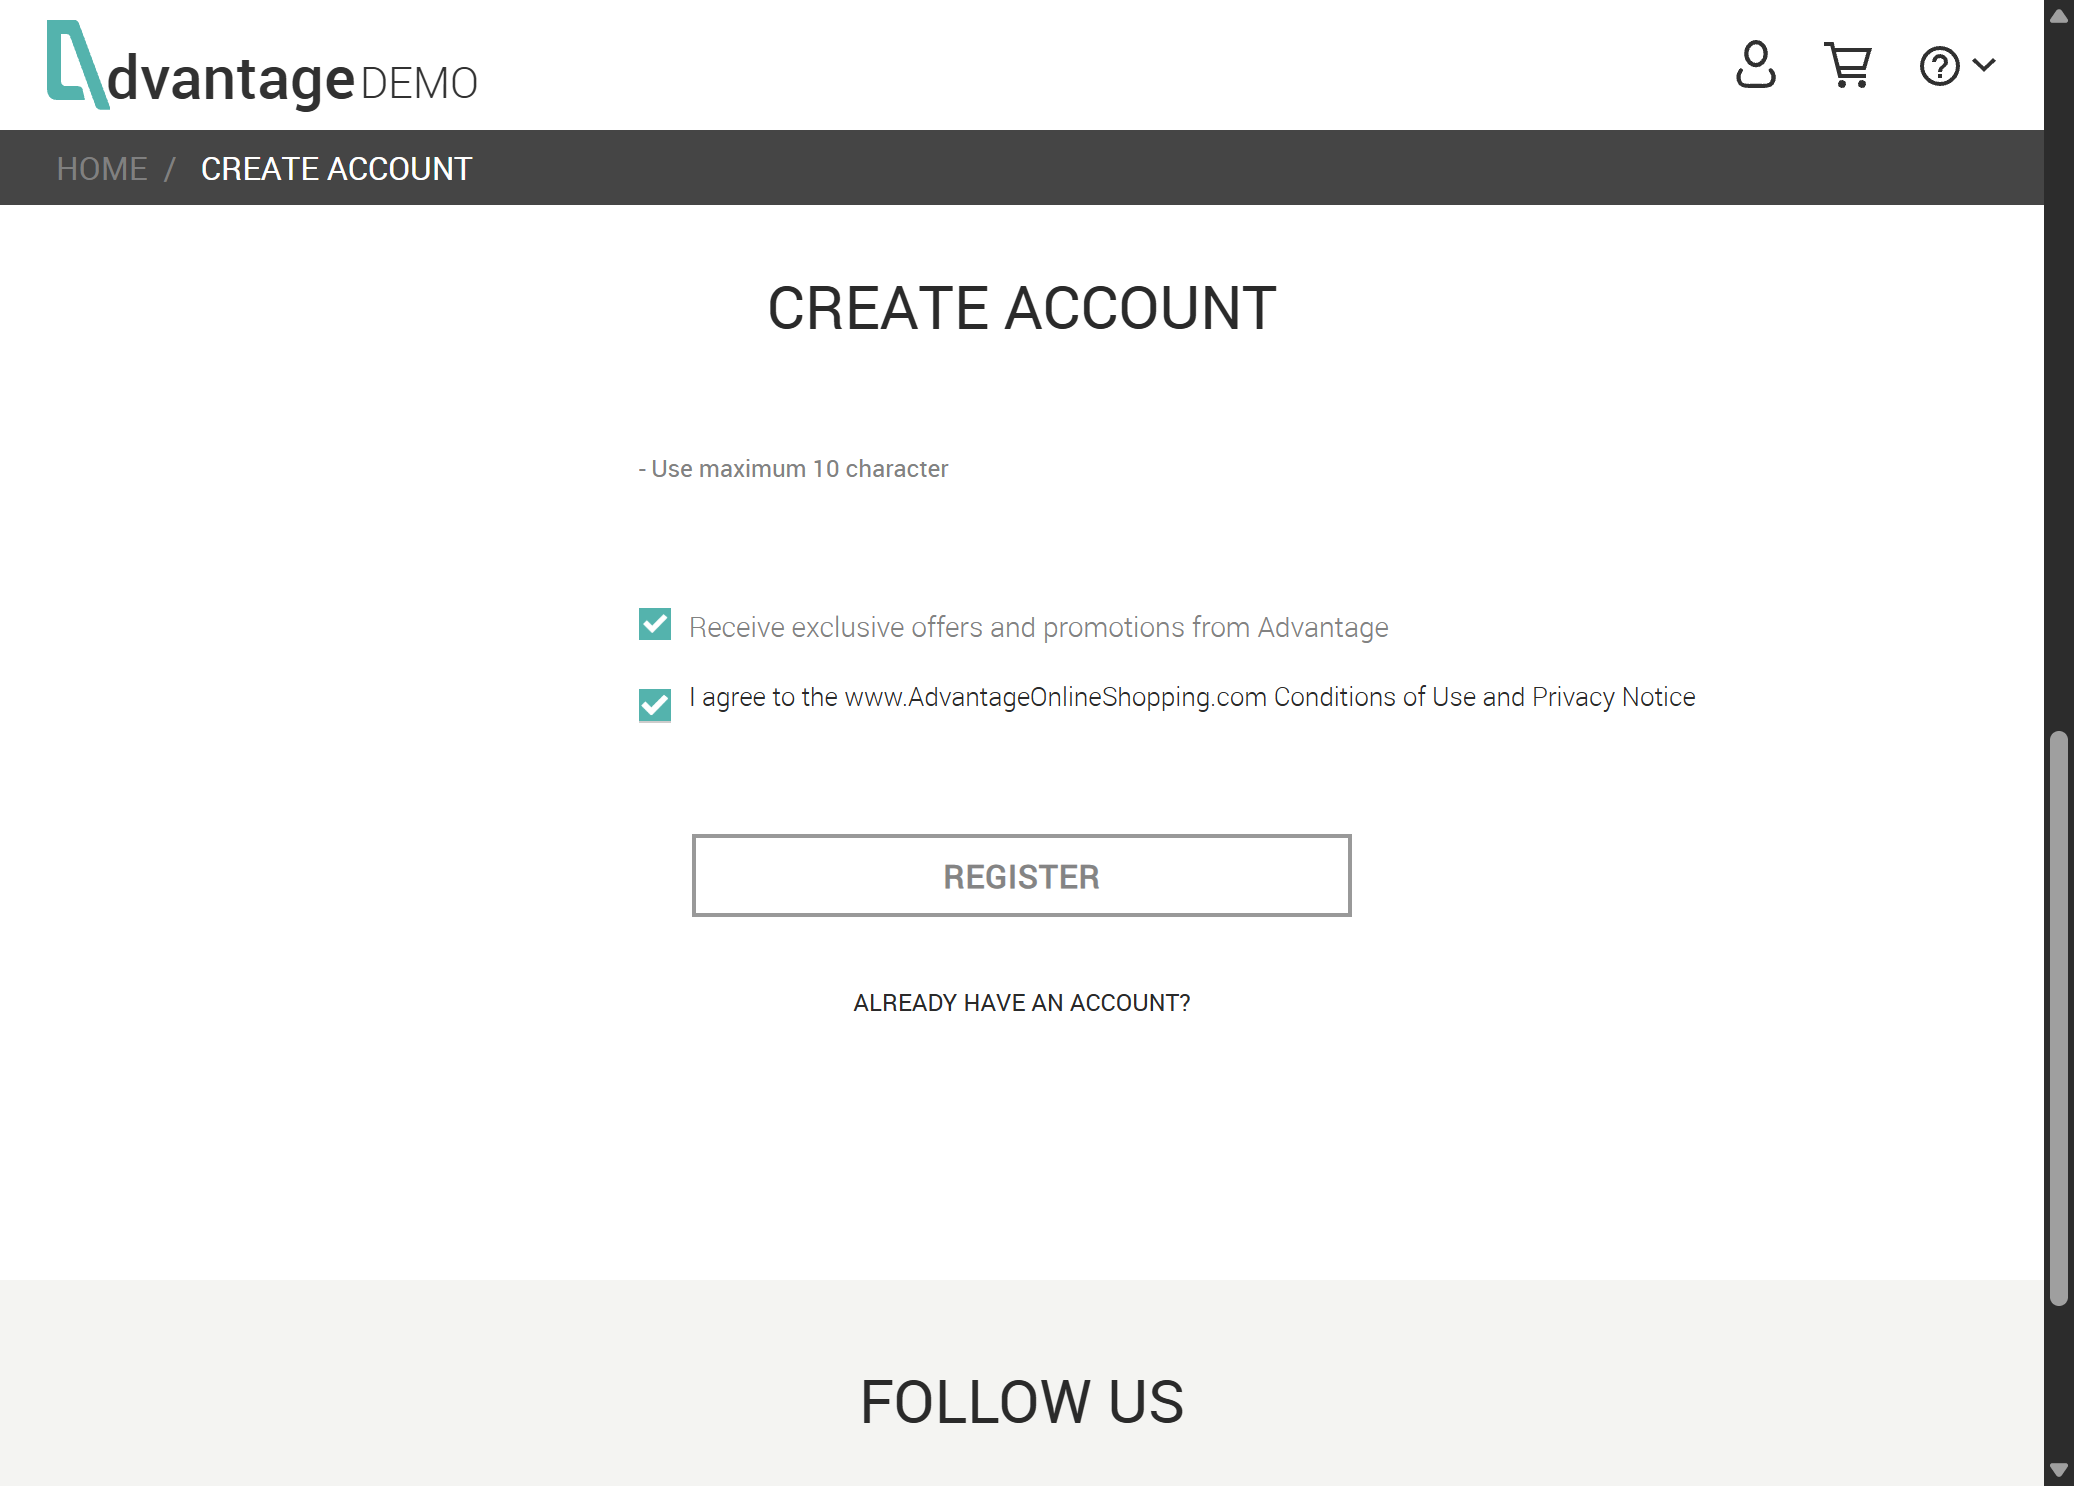 dvantage DEMO
HOME / CREATE ACCOUNT
CREATE ACCOUNT
- Use maximum 10 character
Receive exclusive offers and promotions from Advantage
I agree to the www.AdvantageOnlineShopping.com Conditions of Use and Privacy Notice
REGISTER
ALREADY HAVE AN ACCOUNT?
FOLLOW US